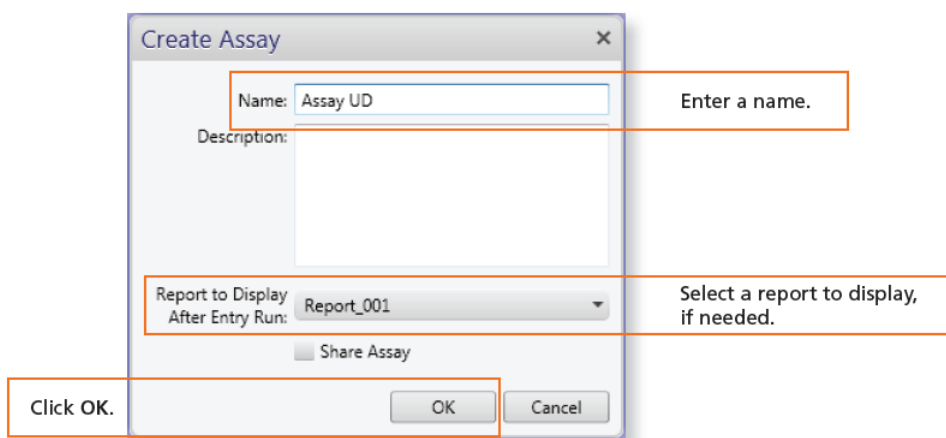 Create Assay
Name: Assay UD
Enter a name.
Description:
Report to Display
After Entry Run:
Report_001
Select a report to display,
if needed.
Share Assay
Click OK.
OK
Cancel